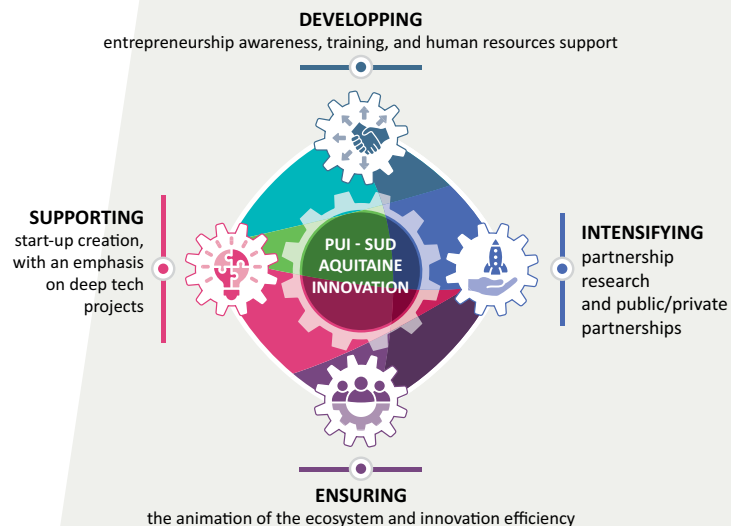 DEVELOPPING
entrepreneurship awareness, training, and human resources support
SUPPORTING
start-up creation,
with an emphasis
on deep tech
projects
PUI - SUD
AQUITAINE
INNOVATION
INTENSIFYING
partnership
research
and public/private
partnerships
ENSURING
the animation of the ecosystem and innovation efficiency